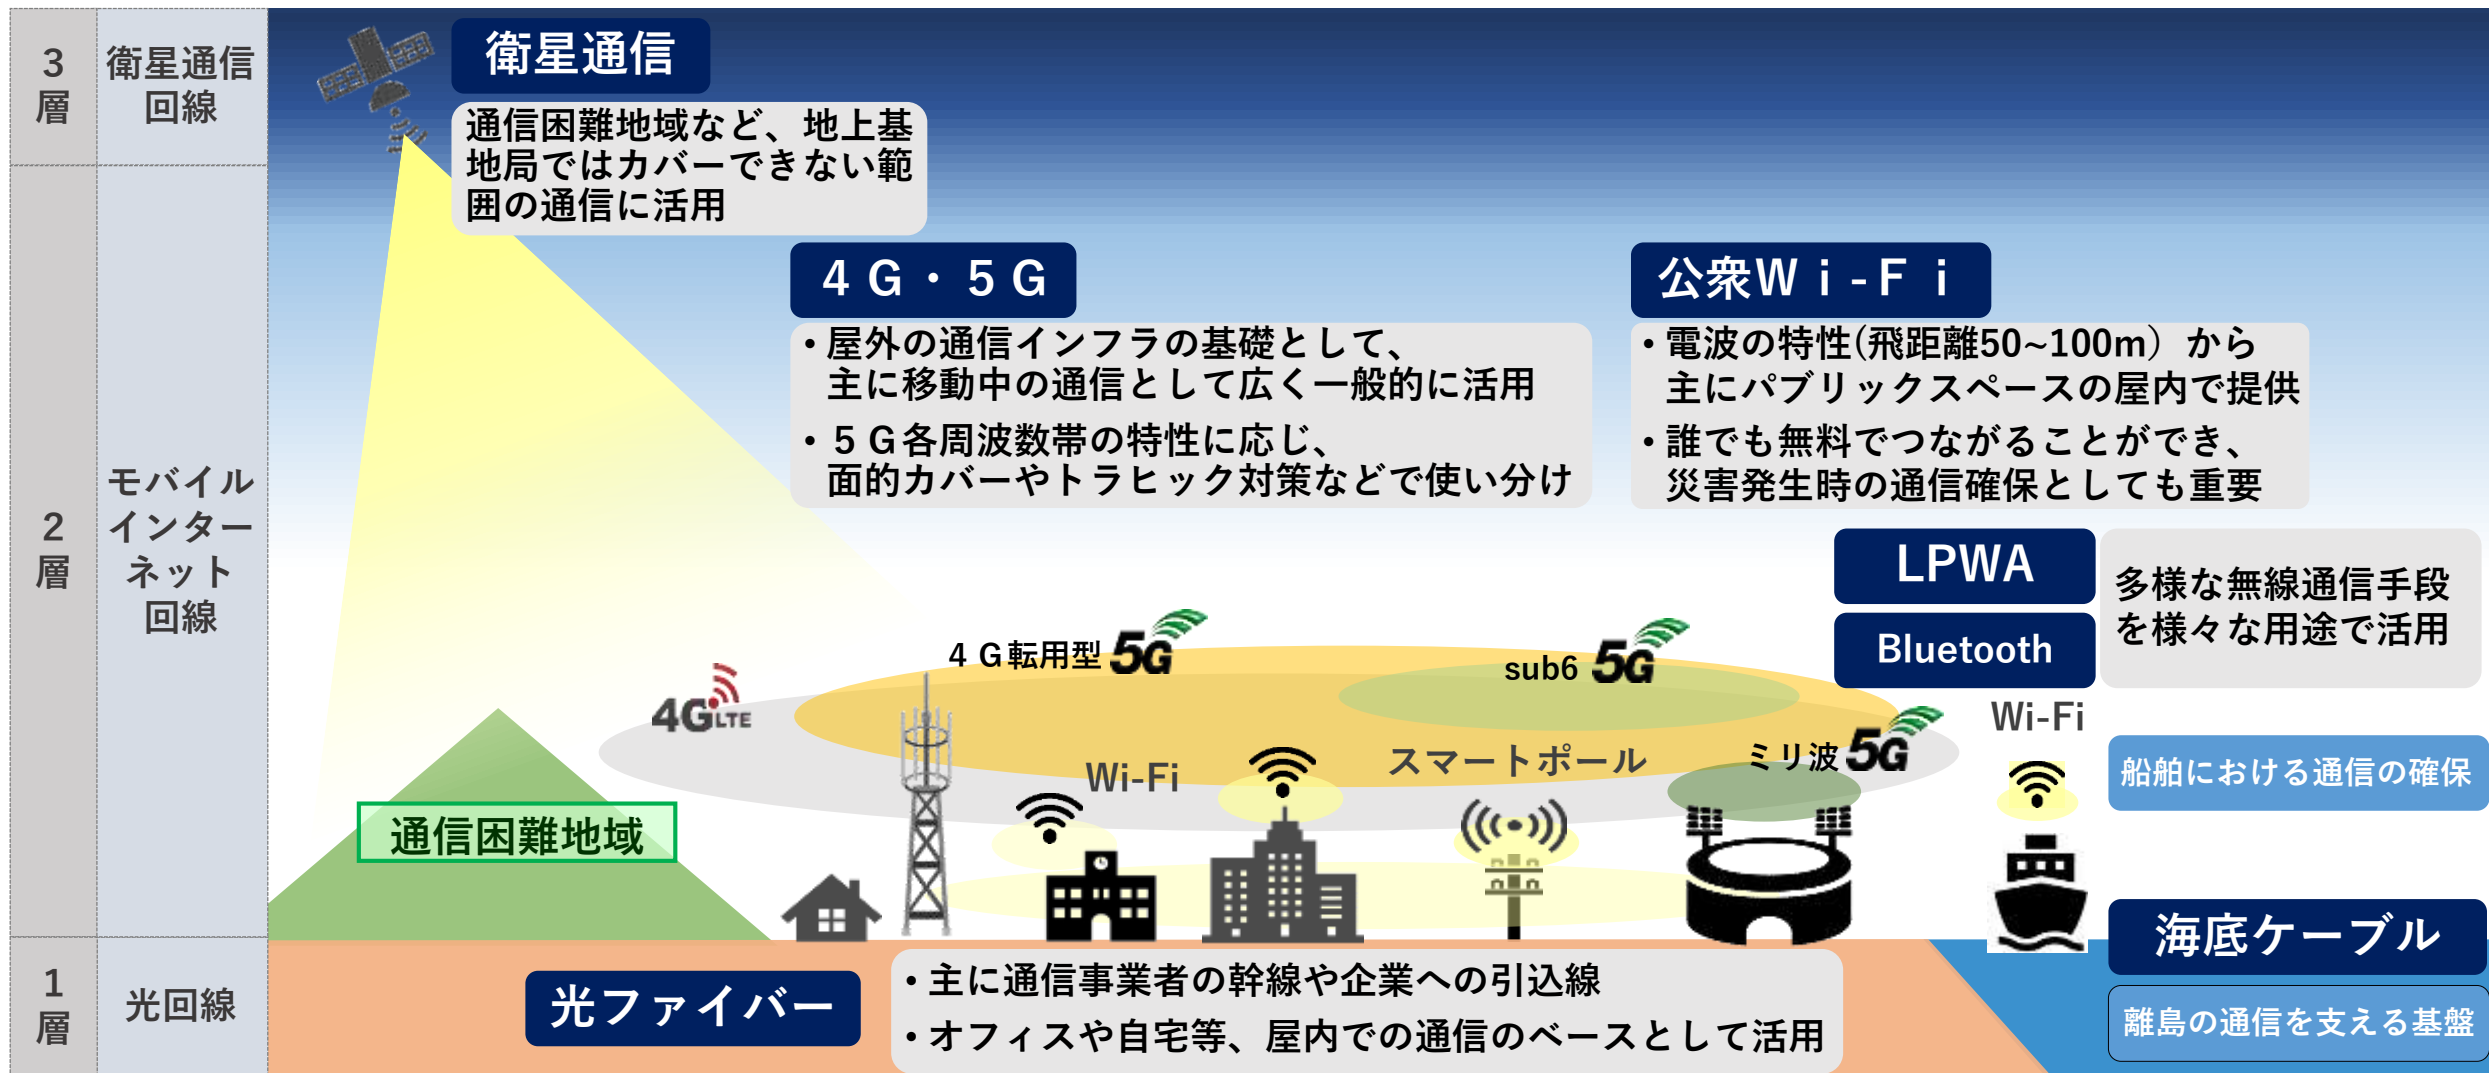 3
層
衛星通信
回線
衛星通信
通信困難地域など、地上基
地局ではカバーできない範
囲の通信に活用
2
層
モバイル
インター
ネット
回線
４Ｇ・５Ｇ
・屋外の通信インフラの基礎として、
主に移動中の通信として広く一般的に活用
・５Ｇ各周波数帯の特性に応じ、
面的カバーやトラヒック対策などで使い分け
公衆Ｗｉ-Ｆｉ
・電波の特性(飛距離50~100m）から
主にパブリックスペースの屋内で提供
・誰でも無料でつながることができ、
災害発生時の通信確保としても重要
LPWA
Bluetooth
多様な無線通信手段
を様々な用途で活用
4G LTE
４Ｇ転用型 5G
sub6 5G
ミリ波 5G
Wi-Fi
スマートポール
Wi-Fi
船舶における通信の確保
通信困難地域
1
層
光回線
光ファイバー
・主に通信事業者の幹線や企業への引込線
・オフィスや自宅等、屋内での通信のベースとして活用
海底ケーブル
離島の通信を支える基盤